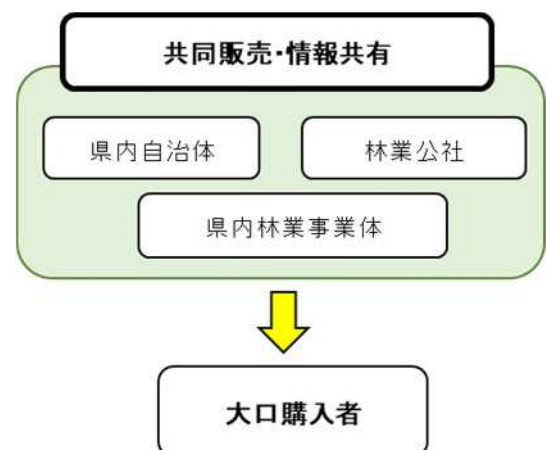 共同販売・情報共有
県内自治体
林業公社
県内林業事業体
大口購入者